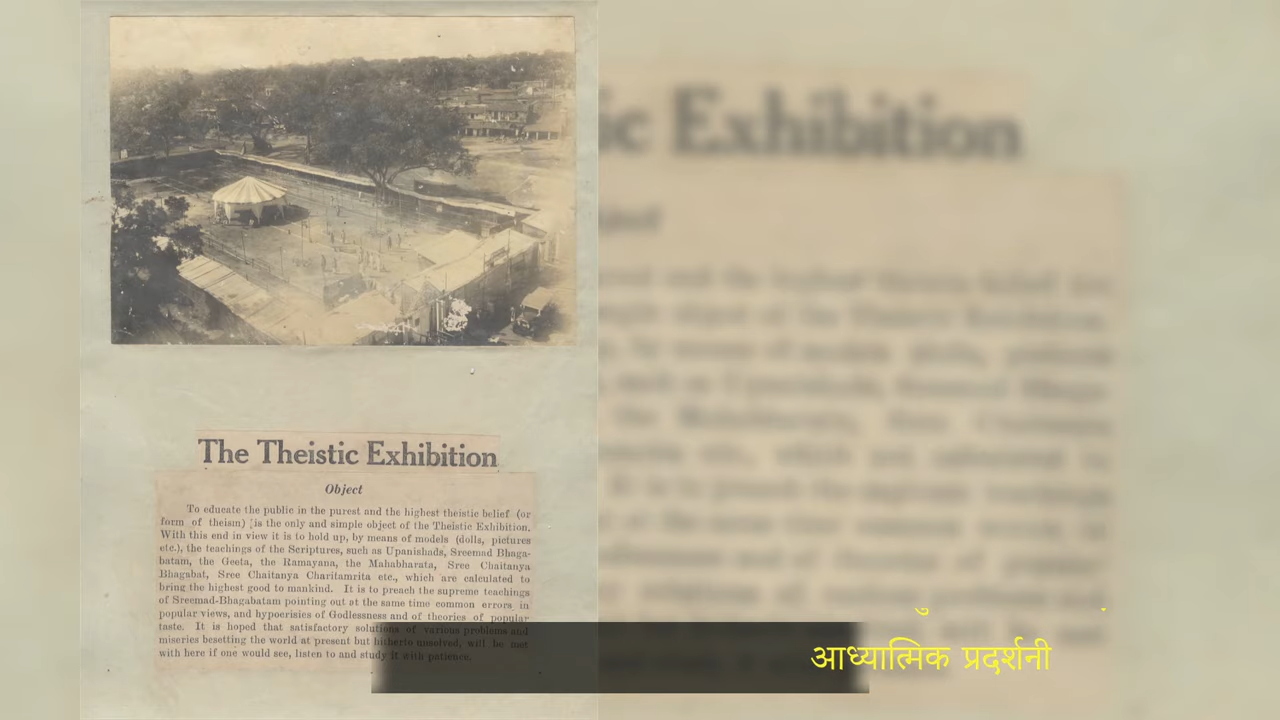 The Theistic Exhibition
Object
To educate the public in the purest and the highest theistic belief (or
form of theism) is the only and simple object of the Theistic Exhibition.
With this end in view it is to hold up, by means of models (dolls, pictures
etc.), the teachings of the Scriptures, such as Upanishads, Sreemad Bhaga-
batam, the Geeta, the Ramayana, the Mahabharata, Sree Chaitanya
Bhagabat, Sree Chaitanya Charitamrita etc., which are calculated to
bring the highest good to mankind. It is to preach the supreme teachings
of Sreemad-Bhagabatam pointing out at the same time common errors in
popular views, and hypocrisies of Godlessness and of theories of popular
taste. It is hoped that satisfactory solutions of various problems and
miseries besetting the world at present but hitherto unsolved, will be met
with here if one would see, listen to and study it with patience.
ic Exhibition
आध्यात्मिक प्रदर्शनी